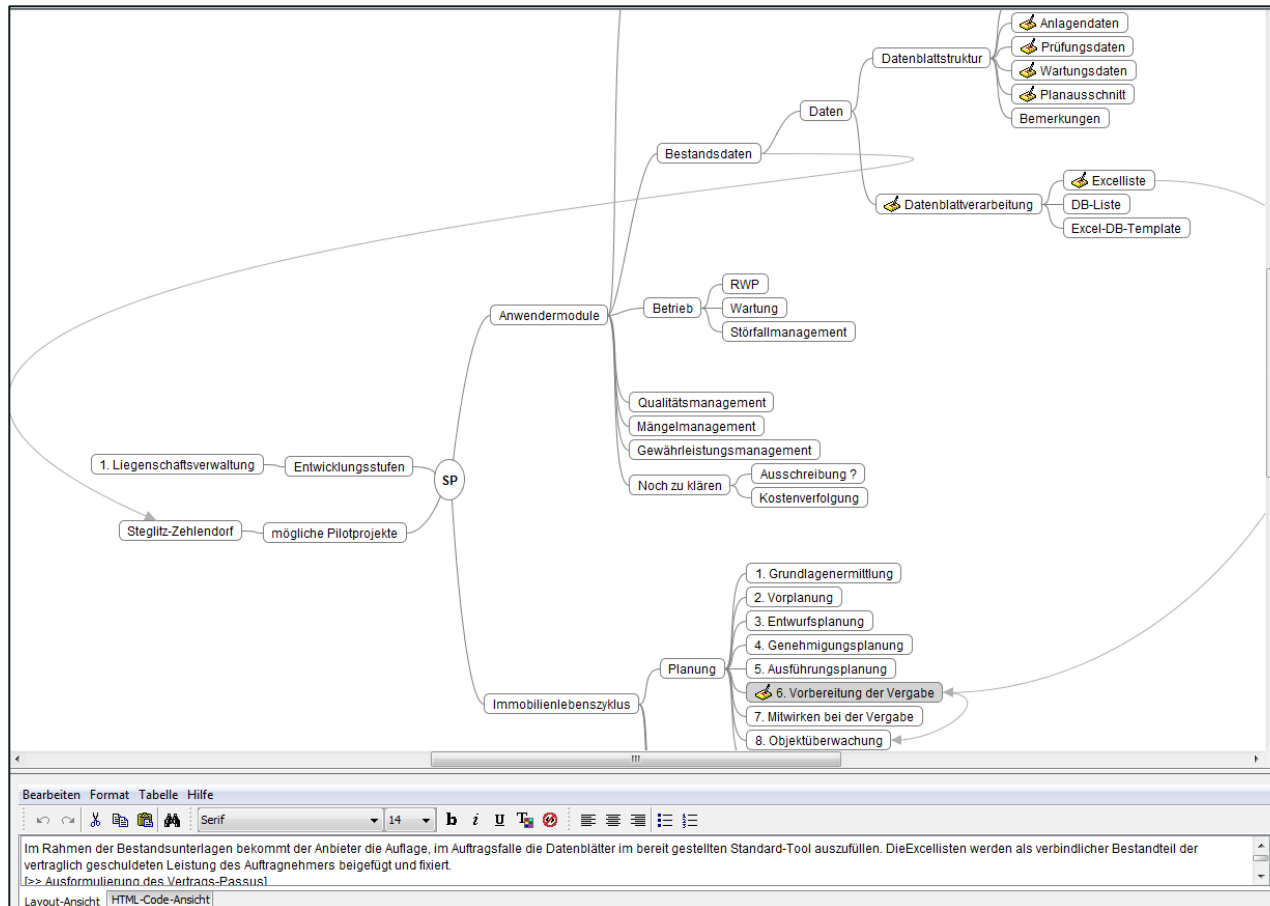 Anlagendaten
Prüfungsdaten
Wartungsdaten
Planausschnitt
Bemerkungen
Datenblattstruktur
Daten
Bestandsdaten
Datenblattverarbeitung
Excelliste
DB-Liste
Excel-DB-Template
Anwendermodule
Betrieb
RWP
Wartung
Störfallmanagement
Qualitätsmanagement
Mängelmanagement
Gewährleistungsmanagement
Noch zu klären
Ausschreibung ?
Kostenverfolgung
1. Liegenschaftsverwaltung
Entwicklungsstufen
SP
Steglitz-Zehlendorf
mögliche Pilotprojekte
Immobilienlebenszyklus
Planung
1. Grundlagenermittlung
2. Vorplanung
3. Entwurfsplanung
4. Genehmigungsplanung
5. Ausführungsplanung
6. Vorbereitung der Vergabe
7. Mitwirken bei der Vergabe
8. Objektüberwachung
Bearbeiten Format Tabelle Hilfe
Serif 14 b i U T
Im Rahmen der Bestandsunterlagen bekommt der Anbieter die Auflage, im Auftragsfalle die Datenblätter im bereit gestellten Standard-Tool auszufüllen. DieExcellisten werden als verbindlicher Bestandteil der
vertraglich geschuldeten Leistung des Auftragnehmers beigefügt und fixiert.
[>> Ausformulierung des Vertrags-Passus]
Layout-Ansicht HTML-Code-Ansicht